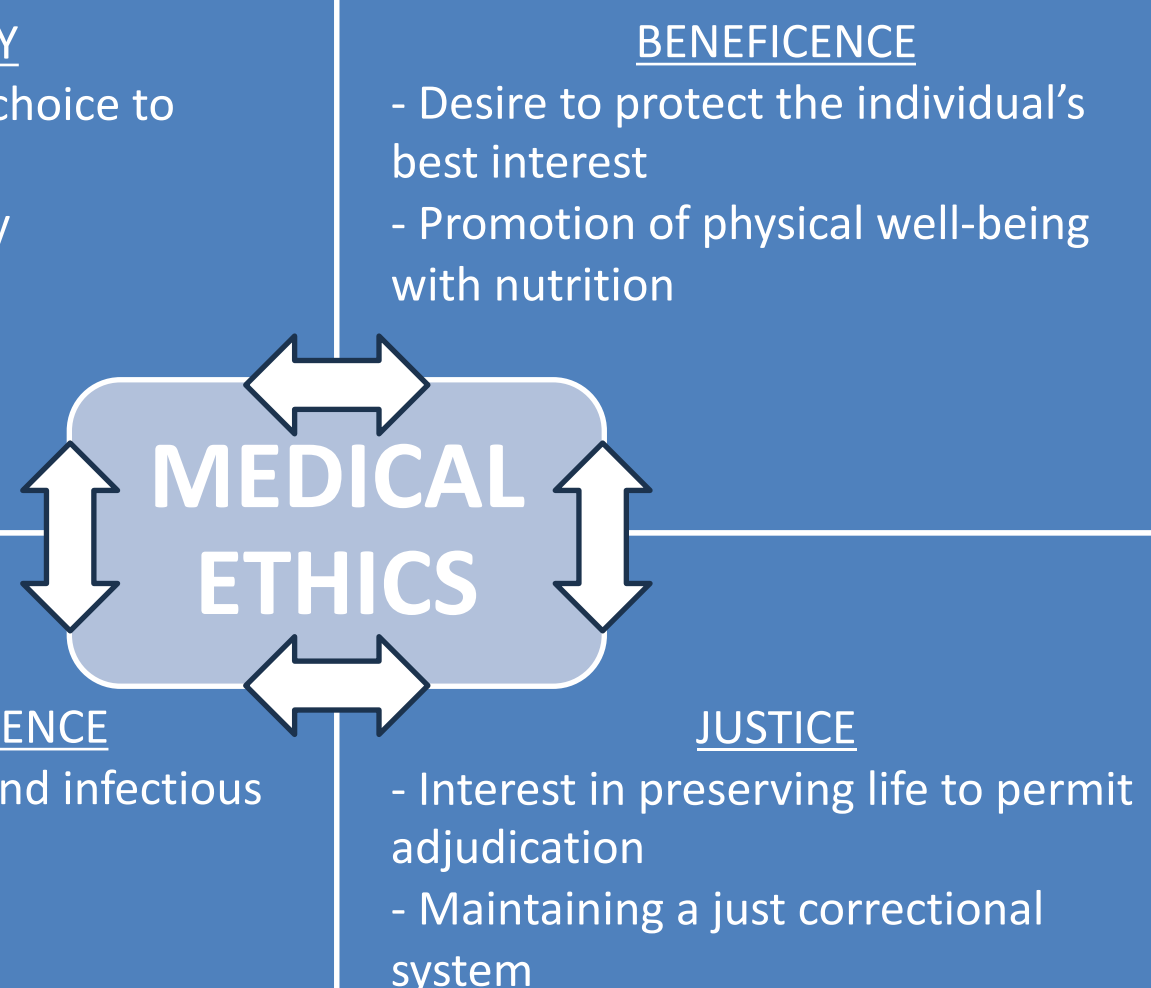 Y
choice to
y
BENEFICENCE
- Desire to protect the individual’s
best interest
- Promotion of physical well-being
with nutrition
MEDICAL
ETHICS
ENCE
nd infectious
JUSTICE
- Interest in preserving life to permit
adjudication
- Maintaining a just correctional
system